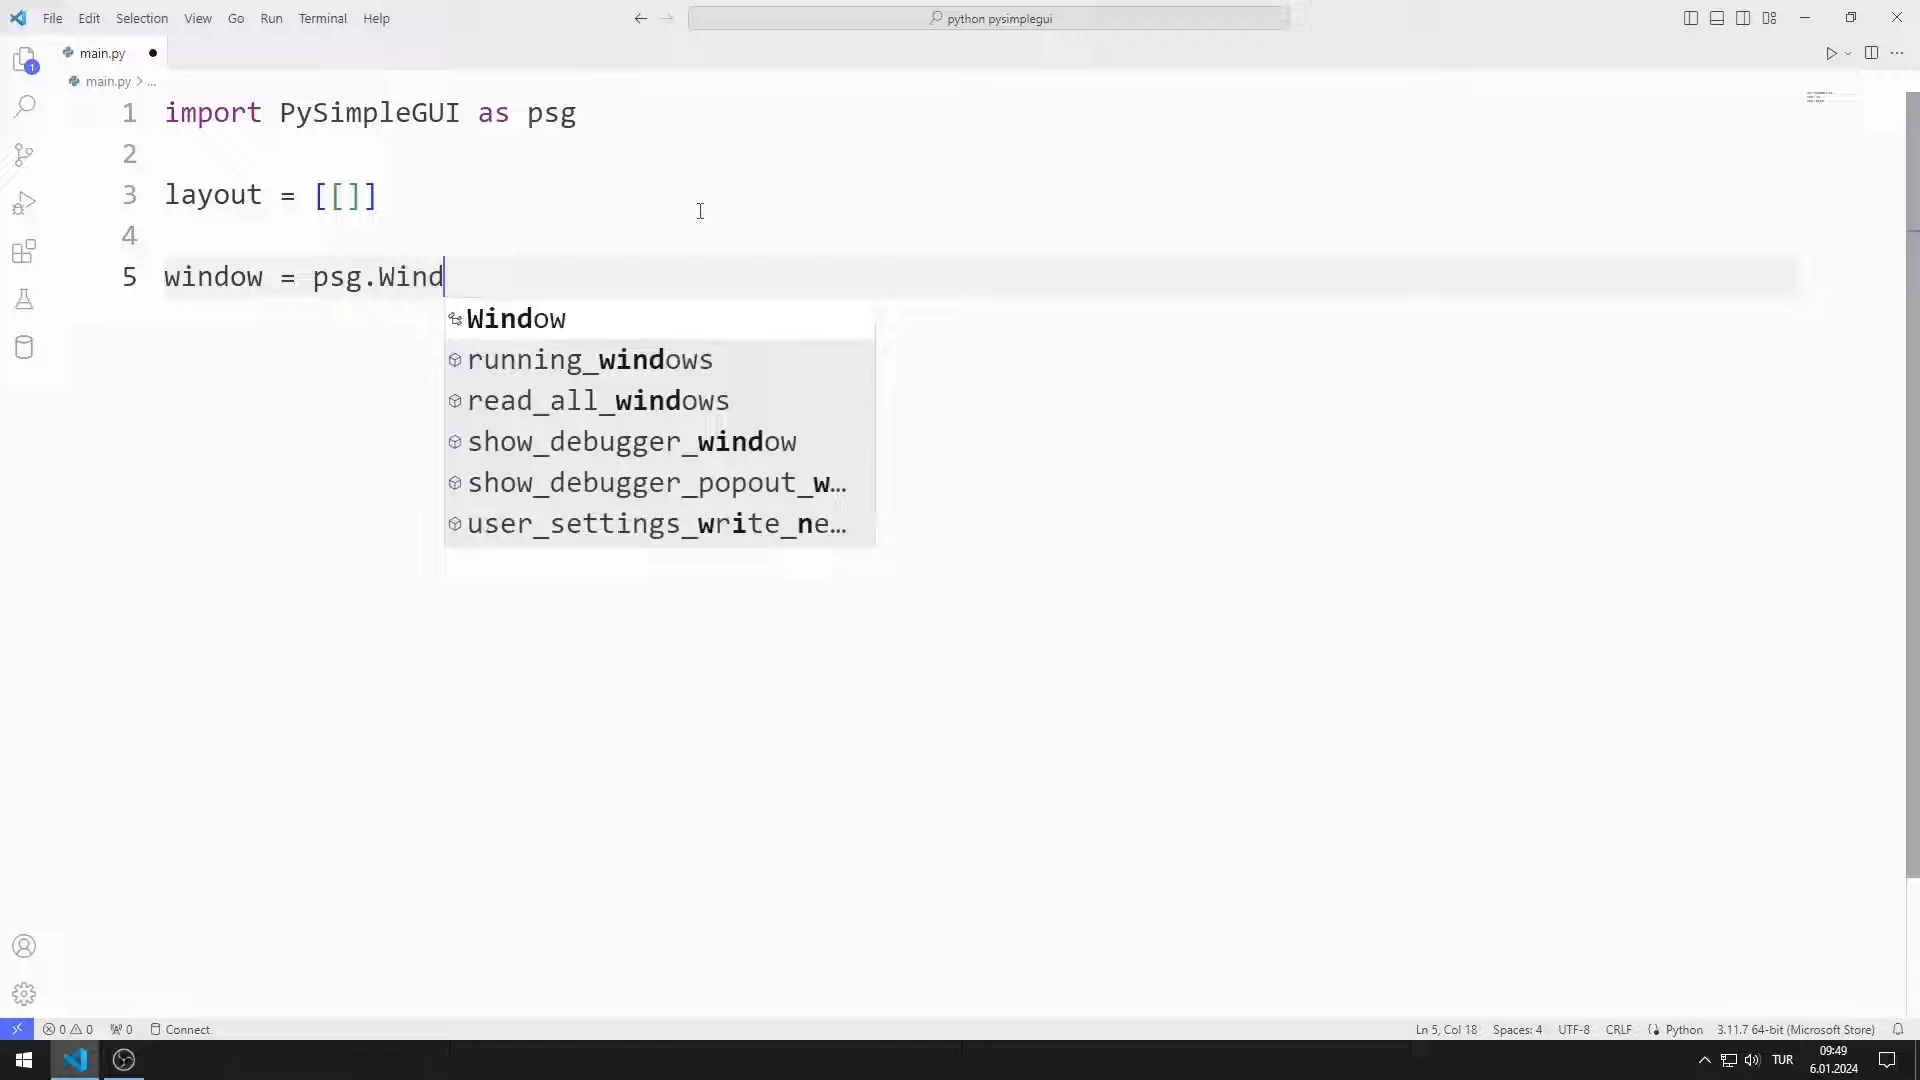 File Edit Selection View Go Run Terminal Help
python pysimplegui
main.py
main.py > ...
1 import PySimpleGUI as psg
2
3 layout = [[]]
4
5 window = psg.Wind
Window
running_windows
read_all_windows
show_debugger_window
show_debugger_popout_w...
user_settings_write_ne...
1
0 0 0 Connect
Ln 5, Col 18 Spaces: 4 UTF-8 CRLF Python 3.11.7 64-bit (Microsoft Store)
TUR
09:49
6.01.2024